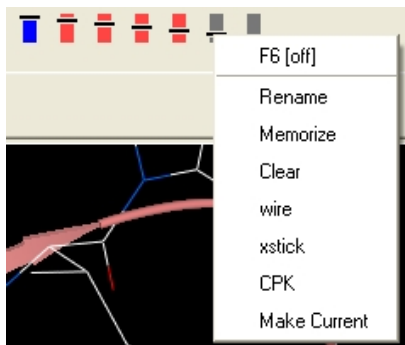 F6 [off]
Rename
Memorize
Clear
wire
xstick
CPK
Make Current